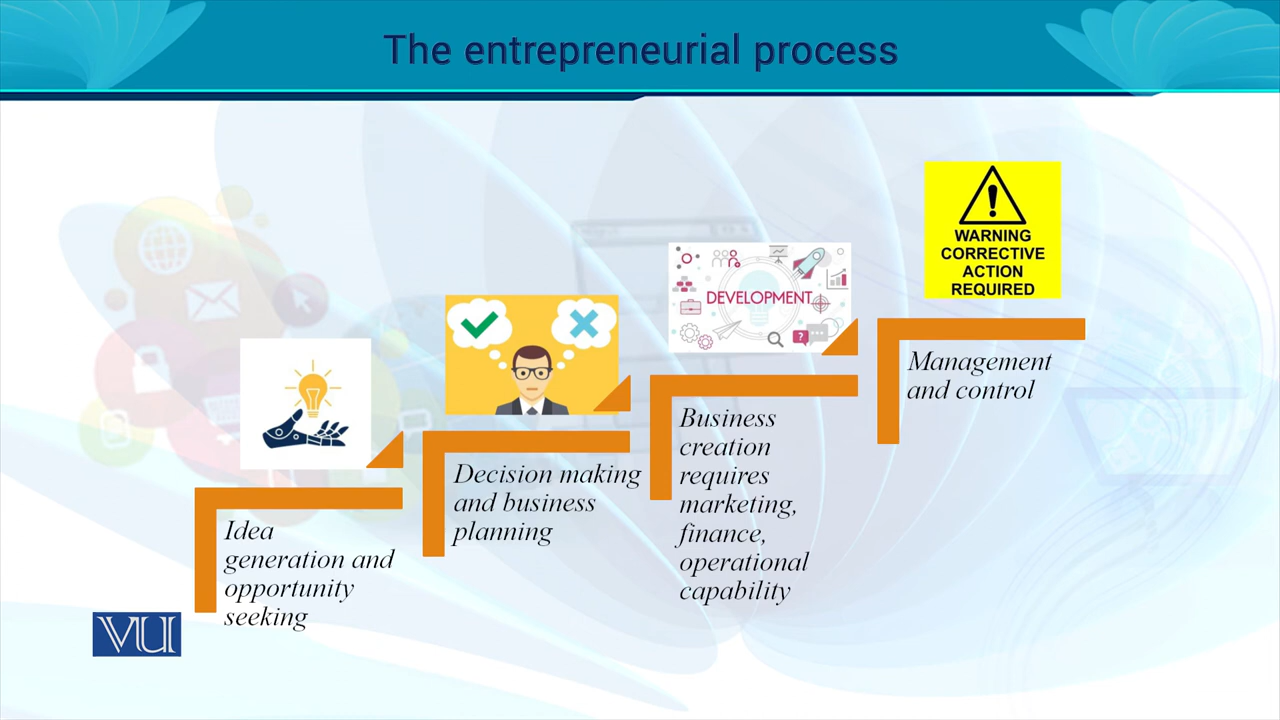 The entrepreneurial process
Idea
generation and
opportunity
seeking
Decision making
and business
planning
DEVELOPMENT
?
Business
creation
requires
marketing,
finance,
operational
capability
!
WARNING
CORRECTIVE
ACTION
REQUIRED
Management
and control
VU